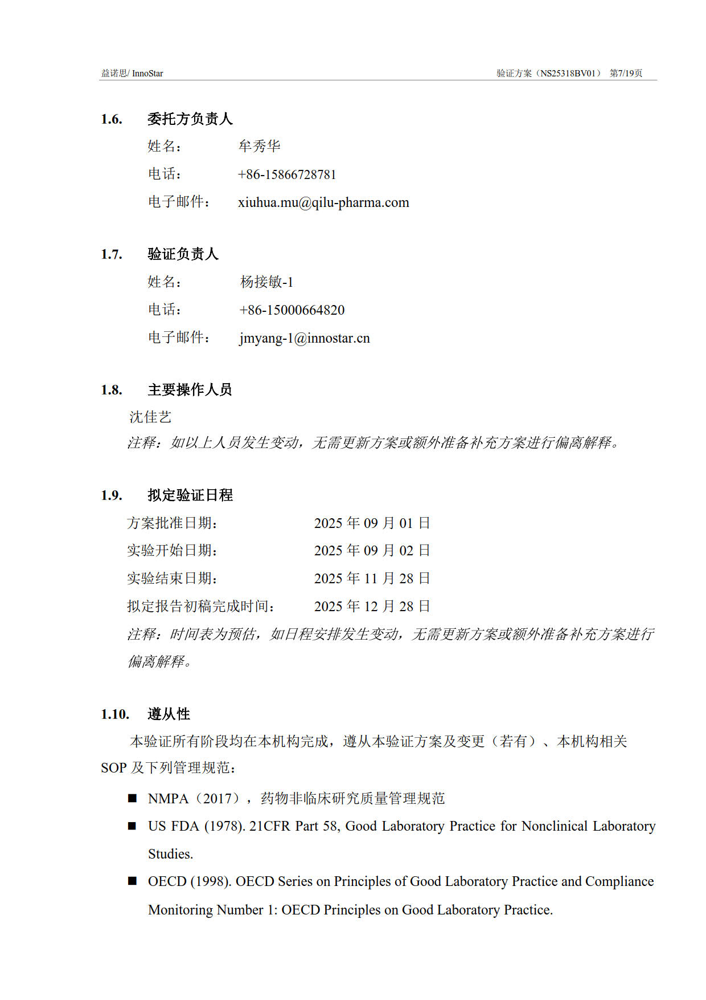 益诺思/ InnoStar
验证方案（NS25318BV01） 第7/19页
1.6. 委托方负责人
姓名： 牟秀华
电话： +86-15866728781
电子邮件： xiuhua.mu@qilu-pharma.com
1.7. 验证负责人
姓名： 杨接敏-1
电话： +86-15000664820
电子邮件： jmyang-1@innostar.cn
1.8. 主要操作人员
沈佳艺
注释：如以上人员发生变动，无需更新方案或额外准备补充方案进行偏离解释。
1.9. 拟定验证日程
方案批准日期： 2025 年 09 月 01 日
实验开始日期： 2025 年 09 月 02 日
实验结束日期： 2025 年 11 月 28 日
拟定报告初稿完成时间： 2025 年 12 月 28 日
注释：时间表为预估，如日程安排发生变动，无需更新方案或额外准备补充方案进行
偏离解释。
1.10. 遵从性
本验证所有阶段均在本机构完成，遵从本验证方案及变更（若有）、本机构相关
SOP 及下列管理规范：
■ NMPA（2017），药物非临床研究质量管理规范
■ US FDA (1978). 21CFR Part 58, Good Laboratory Practice for Nonclinical Laboratory
Studies.
■ OECD (1998). OECD Series on Principles of Good Laboratory Practice and Compliance
Monitoring Number 1: OECD Principles on Good Laboratory Practice.